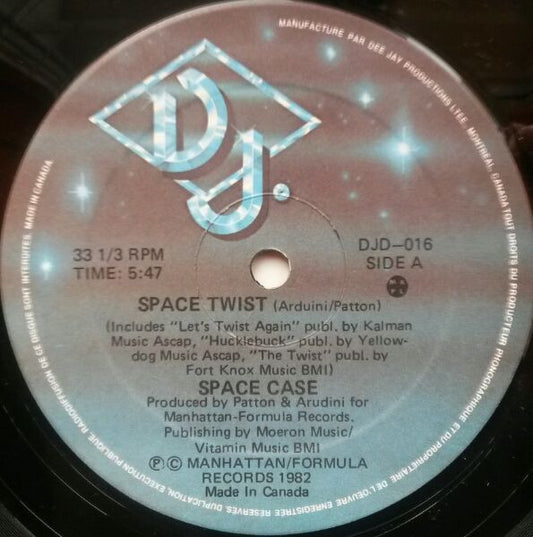 DJ
33 1/3 RPM
TIME: 5:47
DJD—016
SIDE A
SPACE TWIST (Arduini/Patton)
(Includes "Let's Twist Again" publ. by Kalman
Music Ascap, "Hucklebuck" publ. by Yellow-
dog Music Ascap, "The Twist" publ. by
Fort Knox Music BMI)
SPACE CASE
Produced by Patton & Arudini for
Manhattan-Formula Records.
Publishing by Moeron Music/
Vitamin Music BMI
Ⓟ© MANHATTAN/FORMULA
RECORDS 1982
Made In Canada
MANUFACTURE PAR DEE JAY PRODUCTIONS LTEE. MONTREAL, CANADA TOUT DROITS DU PRODUCTEUR PHONOGRAPHIQUE ET DU PROPRIETAIRE DE L'OEUVRE ENREGISTREE RESERVES, DUPLICATION, EXECUTION PUBLIQUE, RADIODIFFUSION DE CE DISQUE SONT INTERDITES. MADE IN CANADA.